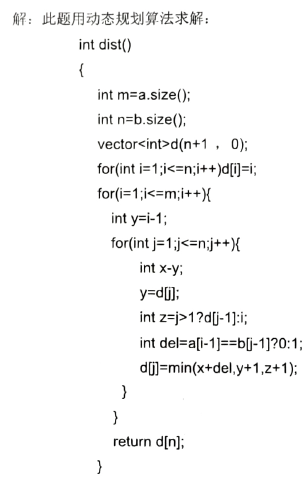 解：此题用动态规划算法求解：
int dist()
{
int m=a.size();
int n=b.size();
vector<int>d(n+1 ， 0);
for(int i=1;i<=n;i++)d[i]=i;
for(i=1;i<=m;i++){
int y=i-1;
for(int j=1;j<=n;j++){
int x-y;
y=d[j];
int z=j>1?d[j-1]:i;
int del=a[i-1]==b[j-1]?0:1;
d[j]=min(x+del,y+1,z+1);
}
}
return d[n];
}